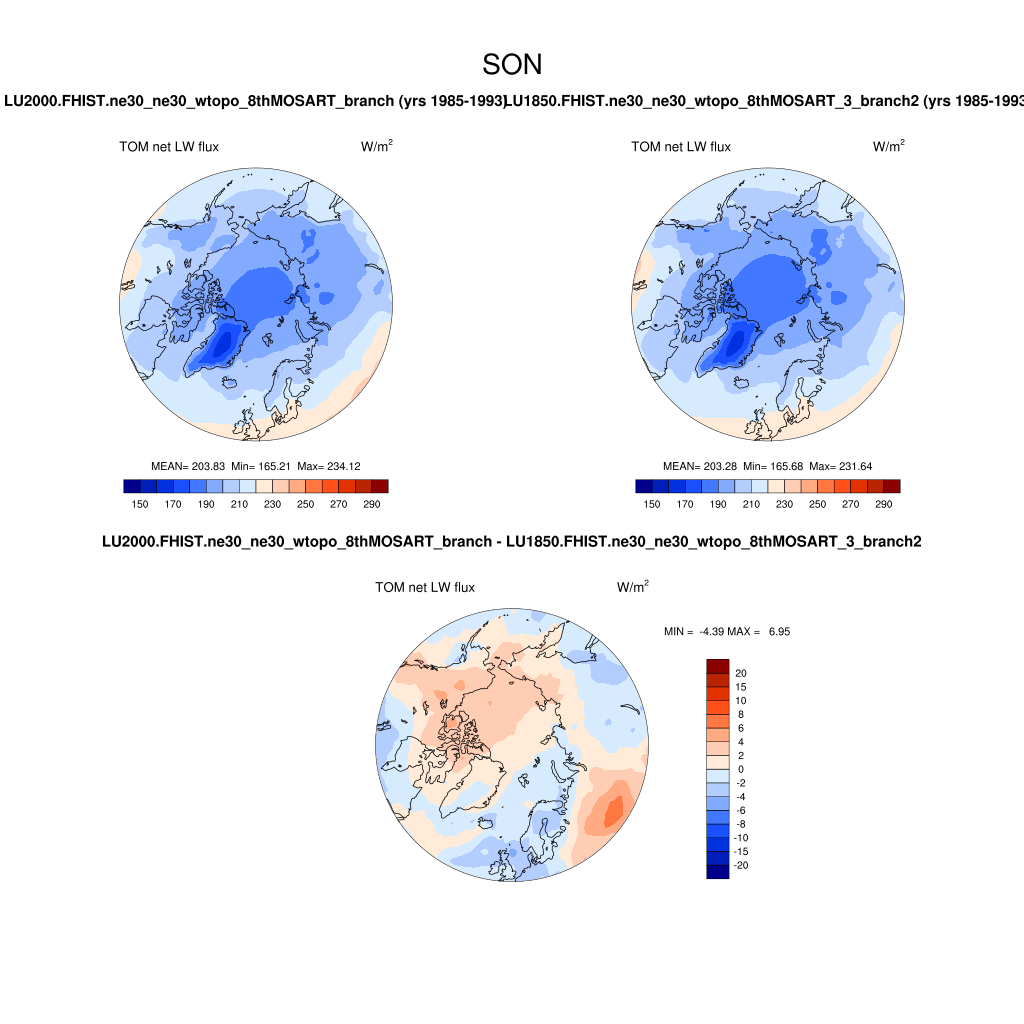 SON
LU2000.FHIST.ne30_ne30_wtopo_8thMOSART_branch (yrs 1985-1993)
LU1850.FHIST.ne30_ne30_wtopo_8thMOSART_3_branch2 (yrs 1985-1993
TOM net LW flux W/m2
TOM net LW flux W/m2
MEAN= 203.83 Min= 165.21 Max= 234.12
MEAN= 203.28 Min= 165.68 Max= 231.64
150 170 190 210 230 250 270 290
150 170 190 210 230 250 270 290
LU2000.FHIST.ne30_ne30_wtopo_8thMOSART_branch - LU1850.FHIST.ne30_ne30_wtopo_8thMOSART_3_branch2
TOM net LW flux W/m2
MIN = -4.39 MAX = 6.95
20
15
10
8
6
4
2
0
-2
-4
-6
-8
-10
-15
-20